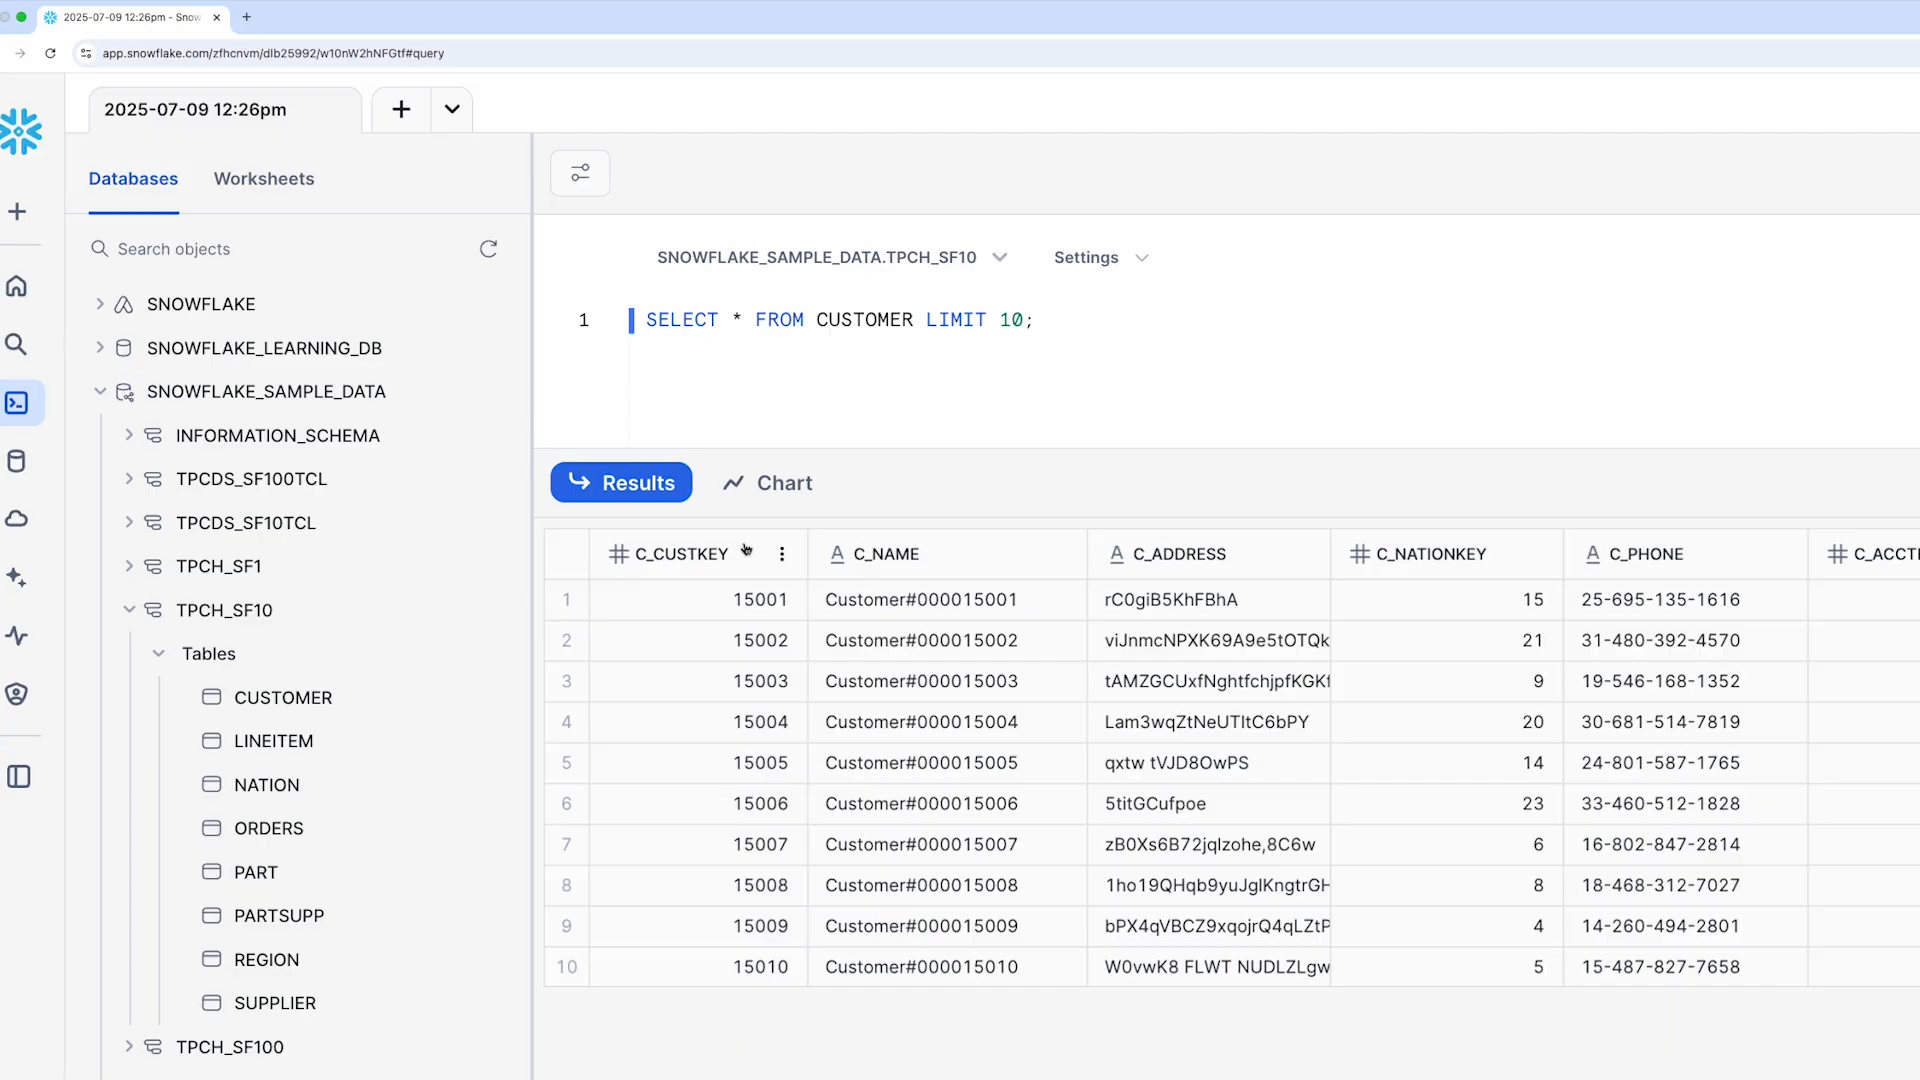 2025-07-09 12:26pm - Snow
app.snowflake.com/zfhcnvm/dlb25992/w10nW2hNFGtf#query
2025-07-09 12:26pm
Databases Worksheets
Search objects
SNOWFLAKE
SNOWFLAKE_LEARNING_DB
SNOWFLAKE_SAMPLE_DATA
INFORMATION_SCHEMA
TPCDS_SF100TCL
TPCDS_SF10TCL
TPCH_SF1
TPCH_SF10
Tables
CUSTOMER
LINEITEM
NATION
ORDERS
PART
PARTSUPP
REGION
SUPPLIER
TPCH_SF100
SNOWFLAKE_SAMPLE_DATA.TPCH_SF10 Settings
1 SELECT * FROM CUSTOMER LIMIT 10;
Results Chart
C_CUSTKEY C_NAME C_ADDRESS C_NATIONKEY C_PHONE
1 15001 Customer#000015001 rC0giB5KhFBhA 15 25-695-135-1616
2 15002 Customer#000015002 viJnmcNPXK69A9e5tOTQk 21 31-480-392-4570
3 15003 Customer#000015003 9 19-546-168-1352
4 15004 Customer#000015004 20 30-681-514-7819
5 15005 Customer#000015005 qxtw tVJD8OwPS 14 24-801-587-1765
6 15006 Customer#000015006 5titGCufpoe 23 33-460-512-1828
7 15007 Customer#000015007 6 16-802-847-2814
8 15008 Customer#000015008 8 18-468-312-7027
9 15009 Customer#000015009 4 14-260-494-2801
10 15010 Customer#000015010 W0vwK8 FLWT NUDLZLgw 5 15-487-827-7658